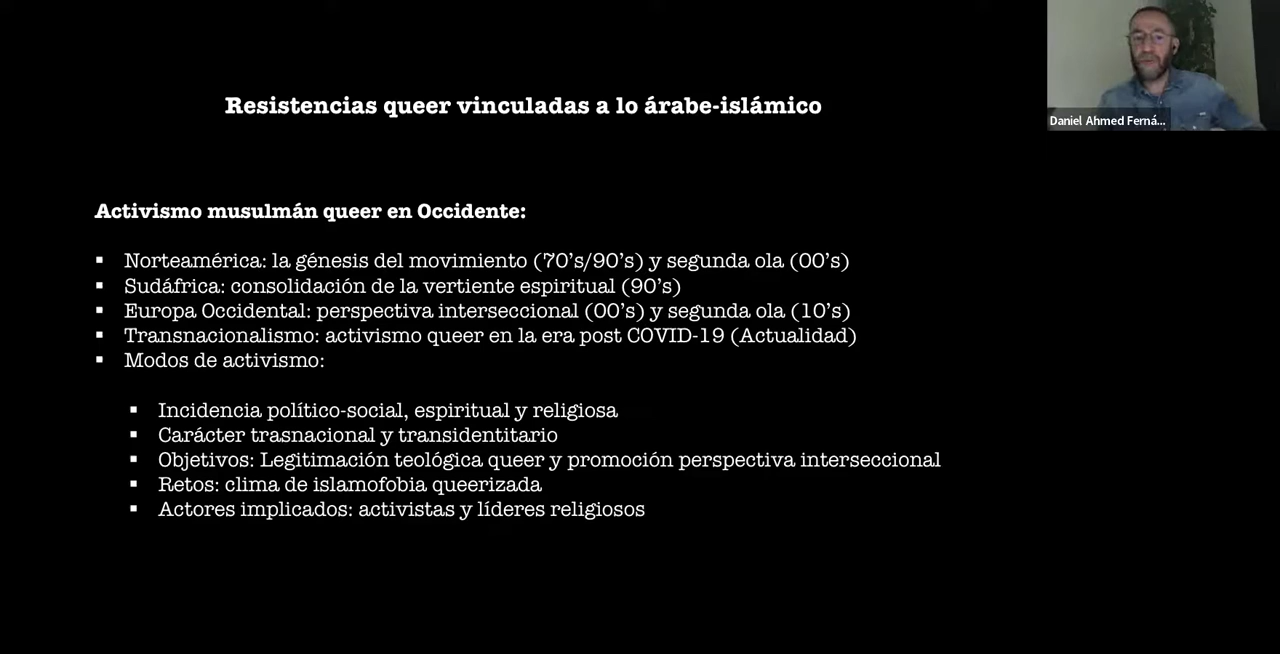 Resistencias queer vinculadas a lo árabe-islámico
Daniel Ahmed Ferná...
Activismo musulmán queer en Occidente:
▪ Norteamérica: la génesis del movimiento (70's/90's) y segunda ola (00's)
▪ Sudáfrica: consolidación de la vertiente espiritual (90's)
▪ Europa Occidental: perspectiva interseccional (00's) y segunda ola (10's)
▪ Transnacionalismo: activismo queer en la era post COVID-19 (Actualidad)
▪ Modos de activismo:
▪ Incidencia político-social, espiritual y religiosa
▪ Carácter trasnacional y transidentitario
▪ Objetivos: Legitimación teológica queer y promoción perspectiva interseccional
▪ Retos: clima de islamofobia queerizada
▪ Actores implicados: activistas y líderes religiosos